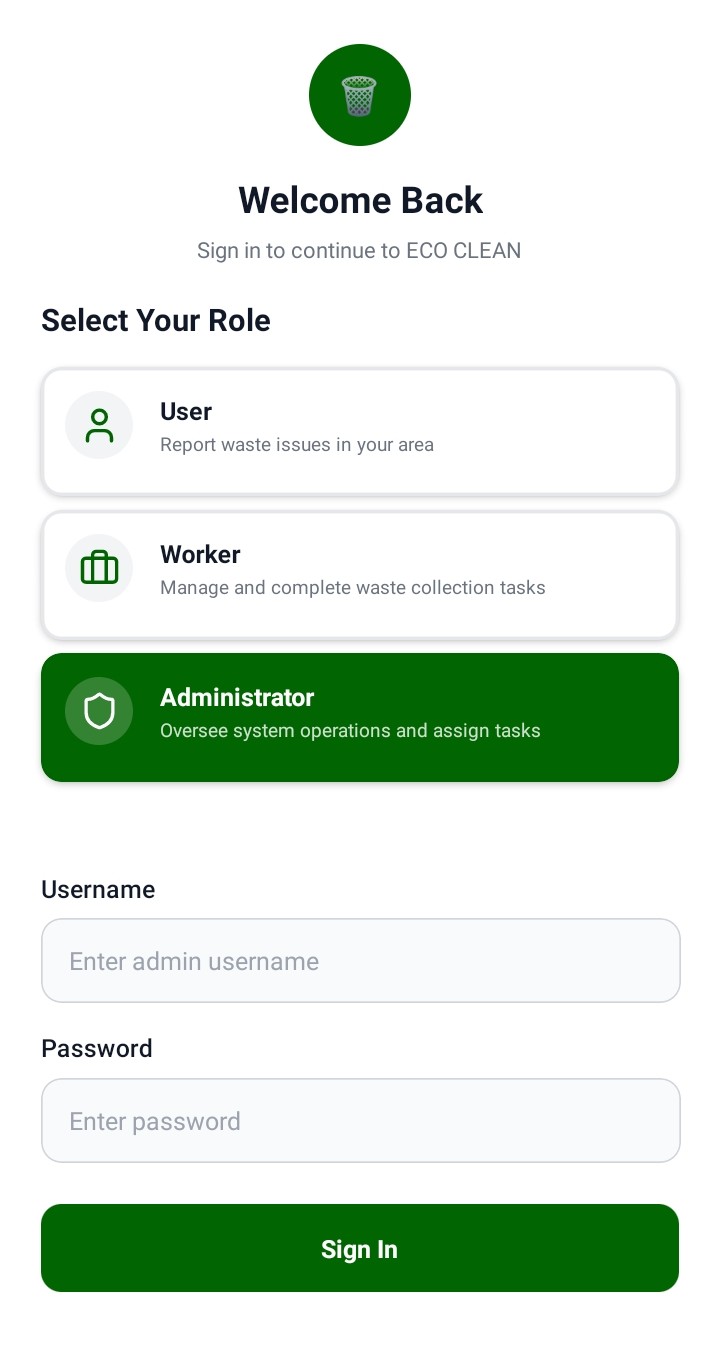 Welcome Back
Sign in to continue to ECO CLEAN
Select Your Role
User
Report waste issues in your area
Worker
Manage and complete waste collection tasks
Administrator
Oversee system operations and assign tasks
Username
Enter admin username
Password
Enter password
Sign In